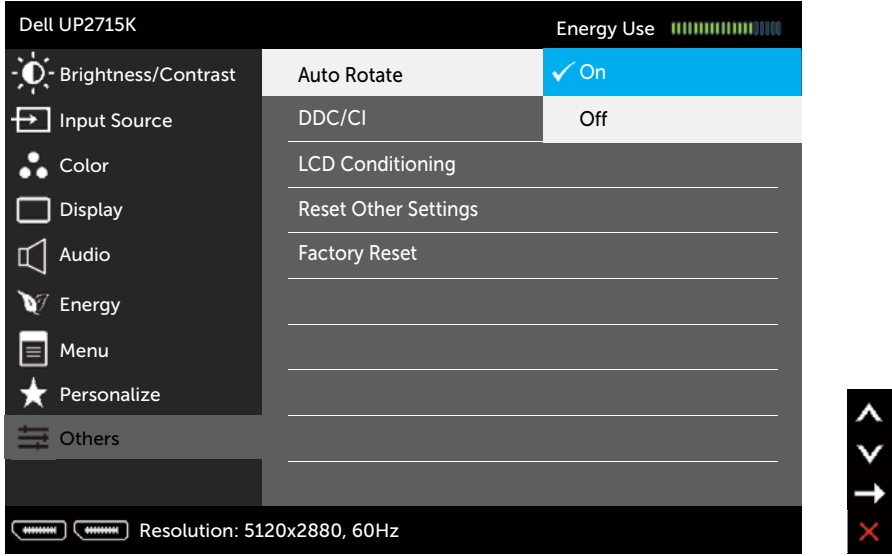 Dell UP2715K
Energy Use
Brightness/Contrast
Auto Rotate
On
Input Source
DDC/CI
Off
Color
LCD Conditioning
Display
Reset Other Settings
Audio
Factory Reset
Energy
Menu
Personalize
Others
Resolution: 5120x2880, 60Hz